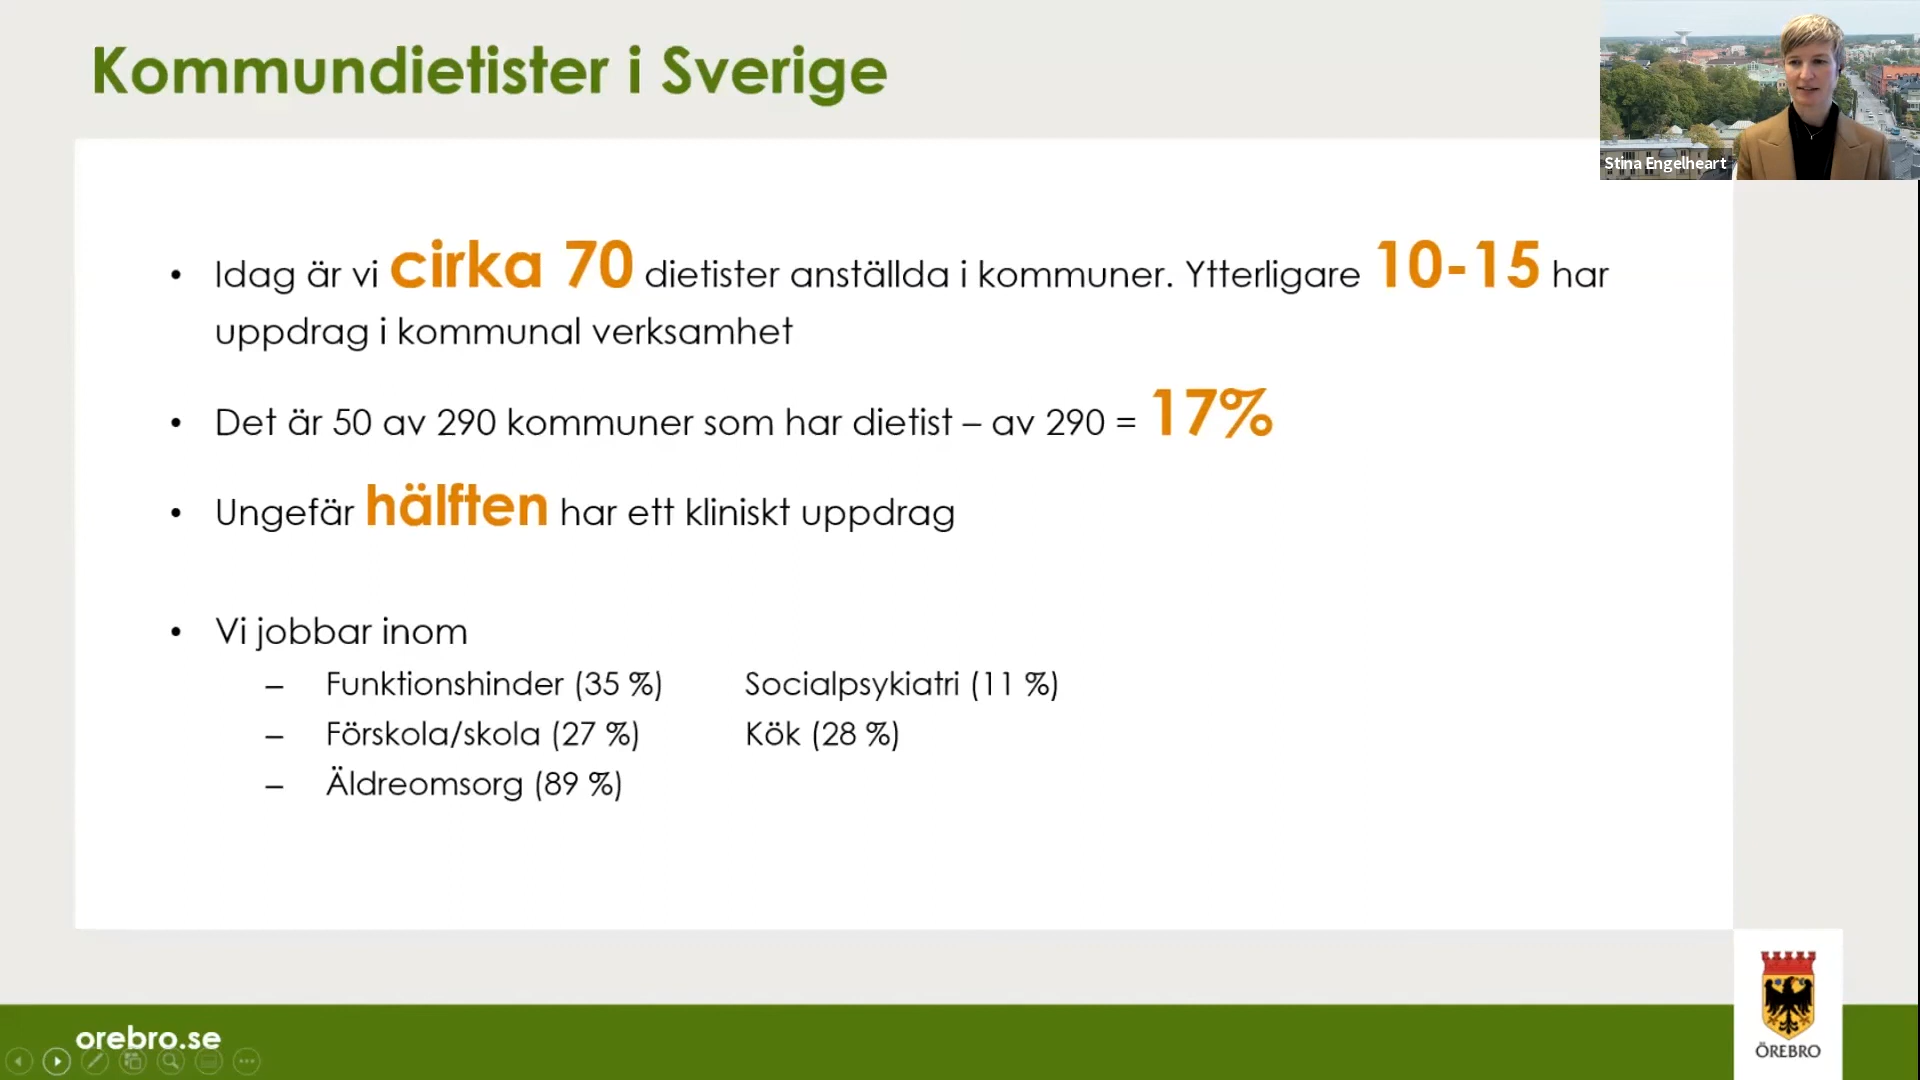 Kommundietister i Sverige
Stina Engelheart
• Idag är vi cirka 70 dietister anställda i kommuner. Ytterligare 10-15 har
uppdrag i kommunal verksamhet
• Det är 50 av 290 kommuner som har dietist – av 290 = 17%
• Ungefär hälften har ett kliniskt uppdrag
• Vi jobbar inom
– Funktionshinder (35 %) Socialpsykiatri (11 %)
– Förskola/skola (27 %) Kök (28 %)
– Äldreomsorg (89 %)
orebro.se
ÖREBRO